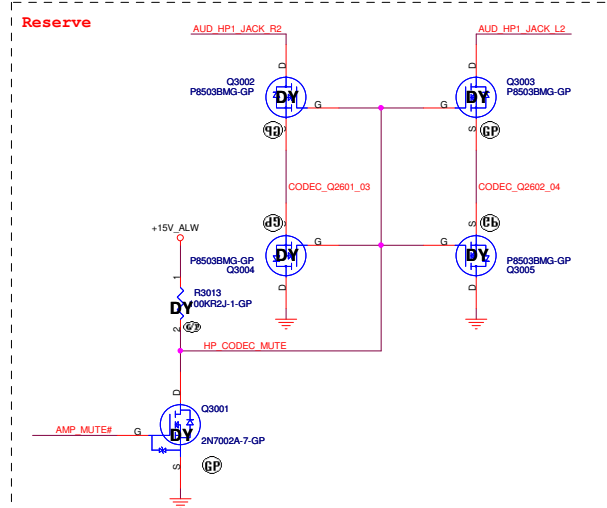 Reserve
AUD_HP1_JACK_R2
AUD_HP1_JACK_L2
D
D
Q3002
P8503BMG-GP
Q3003
P8503BMG-GP
DY
DY
G
G
GP
S
GP
CODEC_Q2601_03
CODEC_Q2602_04
GP
S
GP
+15V_ALW
G
G
P8503BMG-GP
Q3004
DY
DY
P8503BMG-GP
Q3005
D
D
1
R3013
DY
00KR2J-1-GP
2
G/P
HP_CODEC_MUTE
D
Q3001
AMP_MUTE#
G
DY
2N7002A-7-GP
S
GP